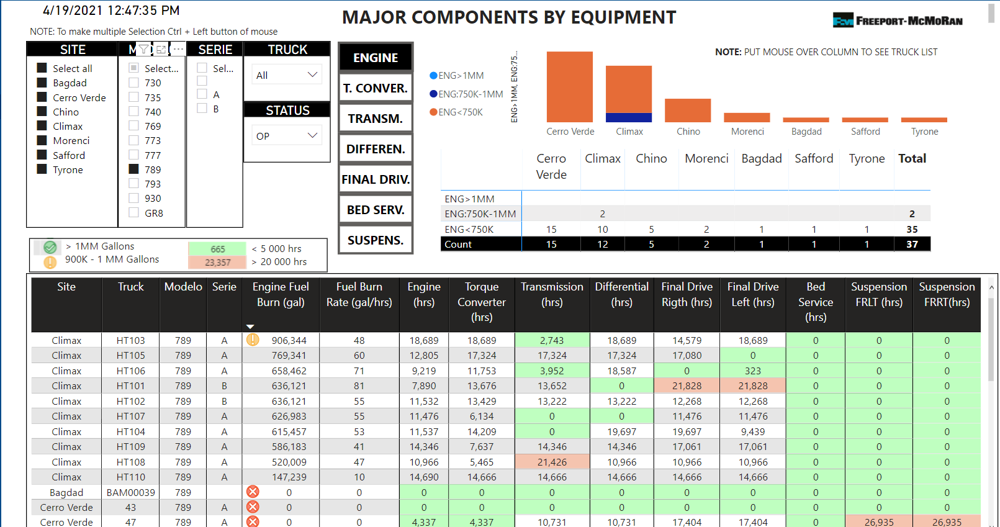 4/19/2021 12:47:35 PM
MAJOR COMPONENTS BY EQUIPMENT
FCX FREEPORT-McMoRAN
NOTE: To make multiple Selection Ctrl + Left button of mouse
SITE
Select all
Bagdad
Cerro Verde
Chino
Climax
Morenci
Safford
Tyrone
Select...
730
735
740
769
773
777
789
793
930
GR8
SERIE
Sel...
A
B
TRUCK
All
STATUS
OP
ENGINE
T. CONVER.
TRANSM.
DIFFEREN.
FINAL DRIV.
BED SERV.
SUSPENS.
NOTE: PUT MOUSE OVER COLUMN TO SEE TRUCK LIST
ENG>1MM
ENG:750K-1MM
ENG<750K
ENG>1MM, ENG:75...
Cerro Verde Climax Chino Morenci Bagdad Safford Tyrone
Cerro Verde Climax Chino Morenci Bagdad Safford Tyrone Total
ENG>1MM
ENG:750K-1MM 2 2
ENG<750K 15 10 5 2 1 1 1 35
Count 15 12 5 2 1 1 1 37
> 1MM Gallons 665 < 5 000 hrs
900K - 1 MM Gallons 23,357 > 20 000 hrs
Site Truck Modelo Serie Engine Fuel Burn (gal) Fuel Burn Rate (gal/hrs) Engine (hrs) Torque Converter (hrs) Transmission (hrs) Differential (hrs) Final Drive Rigth (hrs) Final Drive Left (hrs) Bed Service (hrs) Suspension FRLT (hrs) Suspension FRRT(hrs)
Climax HT103 789 A 906,344 48 18,689 18,689 2,743 18,689 14,579 18,689 0 0 0
Climax HT105 789 A 769,341 60 12,805 17,324 17,324 17,324 17,080 0 0 0 0
Climax HT106 789 A 658,462 71 9,219 11,753 3,952 18,587 0 323 0 0 0
Climax HT101 789 B 636,121 81 7,890 13,676 13,652 0 21,828 21,828 0 0 0
Climax HT102 789 B 636,121 55 11,532 13,429 13,222 13,222 12,268 12,268 0 0 0
Climax HT107 789 A 626,983 55 11,476 6,134 0 0 11,476 11,476 0 0 0
Climax HT104 789 A 615,457 53 11,537 14,209 0 19,697 19,697 9,439 0 0 0
Climax HT109 789 A 586,183 41 14,346 7,637 14,346 14,346 17,061 17,061 0 0 0
Climax HT108 789 A 520,009 47 10,966 5,465 21,426 10,966 10,966 10,966 0 0 0
Climax HT110 789 A 147,239 10 14,690 14,666 14,666 14,666 14,666 14,666 0 0 0
Bagdad BAM00039 789 0 0 0 0 0 0 0 0 0 0 0
Cerro Verde 43 789 A 0 0 0 0 0 0 0 0 0 0 0
Cerro Verde 47 789 A 0 0 4,337 4,337 10,731 10,731 17,404 17,404 0 26,935 26,935